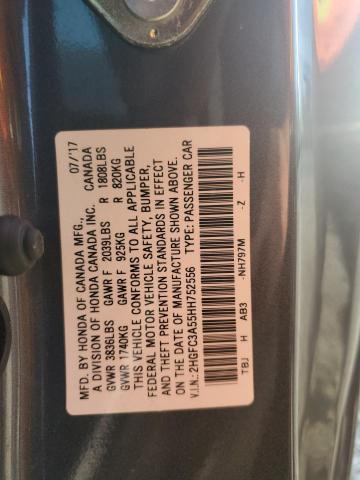 MFD. BY HONDA OF CANADA MFG., 07/17
A DIVISION OF HONDA CANADA INC. CANADA
GVWR 3836LBS GAWR F 2039LBS R 1808LBS
GVWR 1740KG GAWR F 925KG R 820KG
THIS VEHICLE CONFORMS TO ALL APPLICABLE
FEDERAL MOTOR VEHICLE SAFETY, BUMPER,
AND THEFT PREVENTION STANDARDS IN EFFECT
ON THE DATE OF MANUFACTURE SHOWN ABOVE.
V.I.N.: 2HGFC3A55HH752556 TYPE: PASSENGER CAR
TBJ H AB3 -NH797M -Z -H